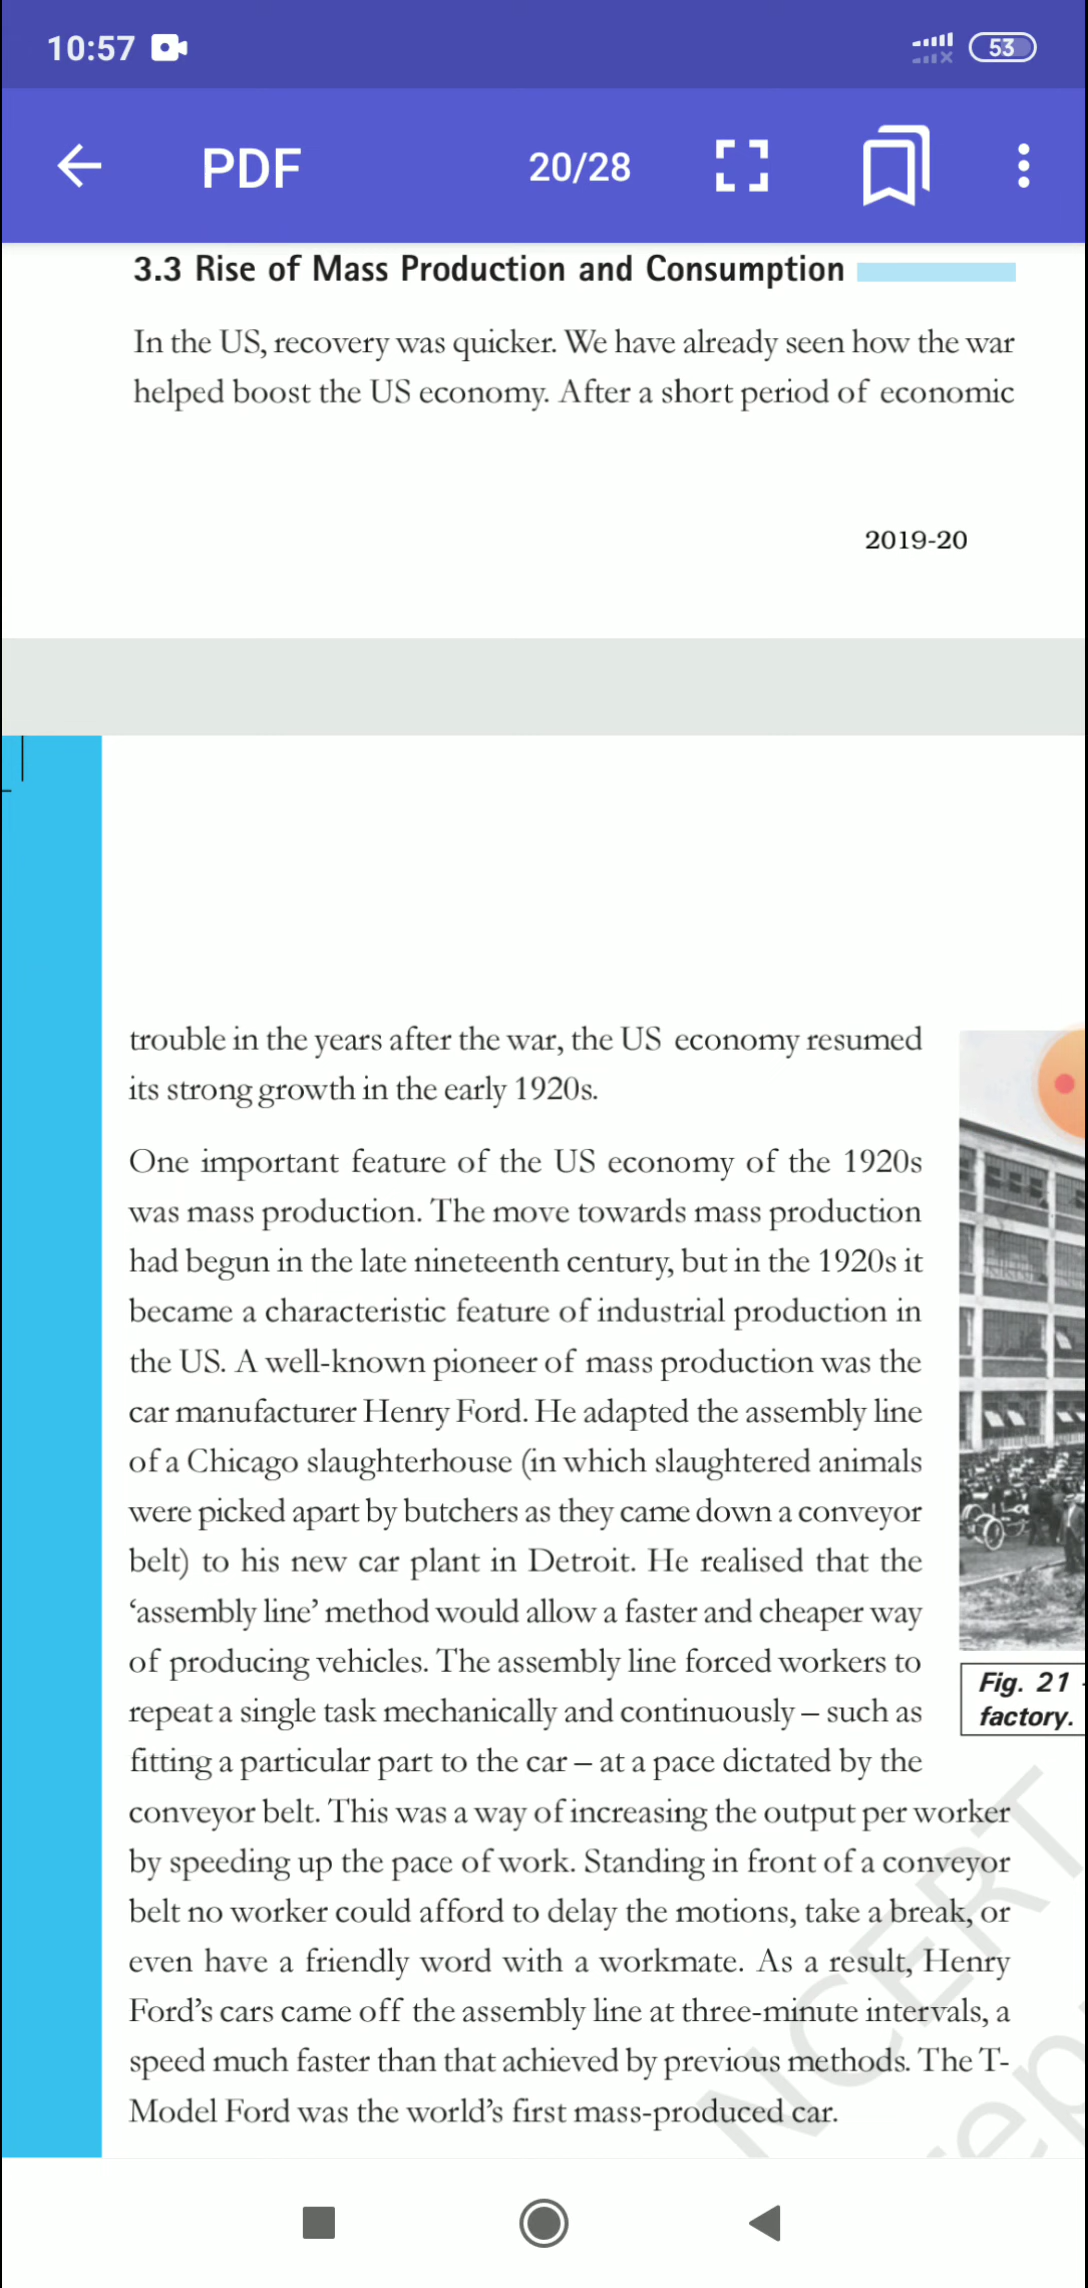 10:57
53
PDF
20/28
3.3 Rise of Mass Production and Consumption
In the US, recovery was quicker. We have already seen how the war
helped boost the US economy. After a short period of economic
2019-20
trouble in the years after the war, the US economy resumed
its strong growth in the early 1920s.
One important feature of the US economy of the 1920s
was mass production. The move towards mass production
had begun in the late nineteenth century, but in the 1920s it
became a characteristic feature of industrial production in
the US. A well-known pioneer of mass production was the
car manufacturer Henry Ford. He adapted the assembly line
of a Chicago slaughterhouse (in which slaughtered animals
were picked apart by butchers as they came down a conveyor
belt) to his new car plant in Detroit. He realised that the
‘assembly line’ method would allow a faster and cheaper way
of producing vehicles. The assembly line forced workers to
repeat a single task mechanically and continuously – such as
fitting a particular part to the car – at a pace dictated by the
conveyor belt. This was a way of increasing the output per worker
by speeding up the pace of work. Standing in front of a conveyor
belt no worker could afford to delay the motions, take a break, or
even have a friendly word with a workmate. As a result, Henry
Ford’s cars came off the assembly line at three-minute intervals, a
speed much faster than that achieved by previous methods. The T-
Model Ford was the world’s first mass-produced car.
Fig. 21
factory.
NCERT